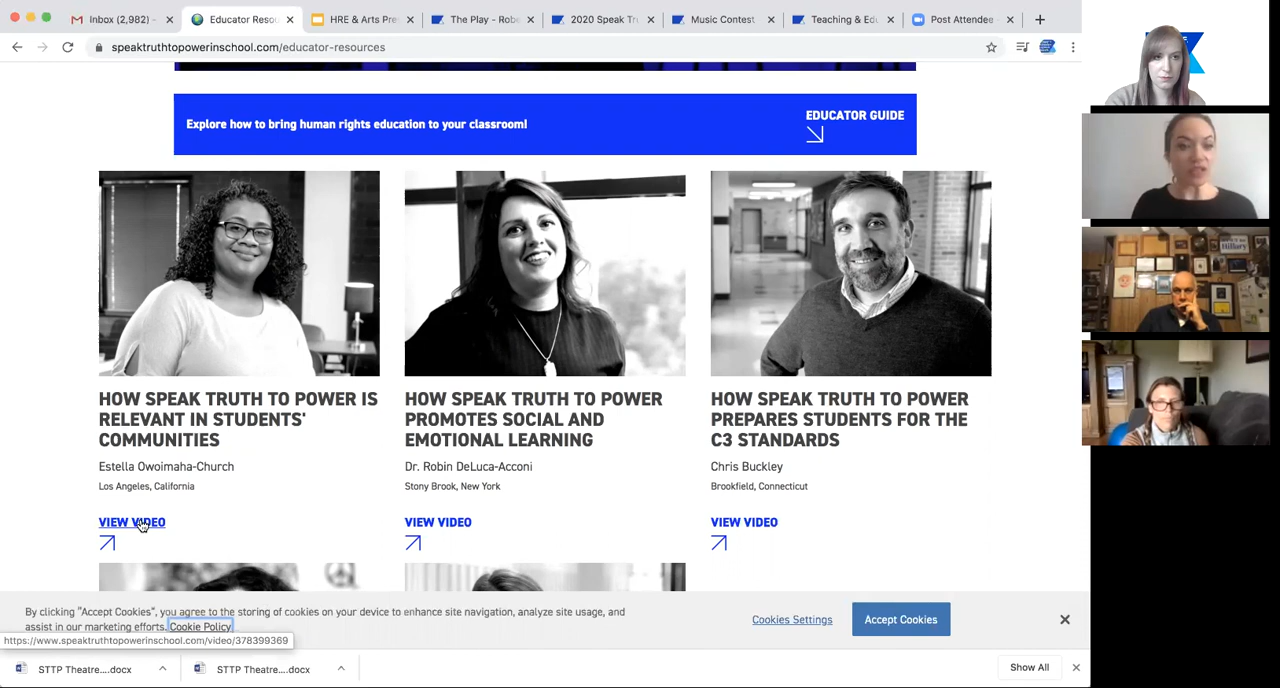 Inbox (2,982) –
Educator Resou
HRE & Arts Pre
The Play - Robe
2020 Speak Tru
Music Contest
Teaching & Edu
Post Attendee
speaktruthtopowerinschool.com/educator-resources
Explore how to bring human rights education to your classroom!
EDUCATOR GUIDE
HOW SPEAK TRUTH TO POWER IS
RELEVANT IN STUDENTS'
COMMUNITIES
Estella Owoimaha-Church
Los Angeles, California
VIEW VIDEO
HOW SPEAK TRUTH TO POWER
PROMOTES SOCIAL AND
EMOTIONAL LEARNING
Dr. Robin DeLuca-Acconi
Stony Brook, New York
VIEW VIDEO
HOW SPEAK TRUTH TO POWER
PREPARES STUDENTS FOR THE
C3 STANDARDS
Chris Buckley
Brookfield, Connecticut
VIEW VIDEO
By clicking "Accept Cookies", you agree to the storing of cookies on your device to enhance site navigation, analyze site usage, and
assist in our marketing efforts. Cookie Policy
Cookies Settings
Accept Cookies
https://www.speaktruthtopowerinschool.com/video/378399369
STTP Theatre....docx
STTP Theatre....docx
Show All
Hillary